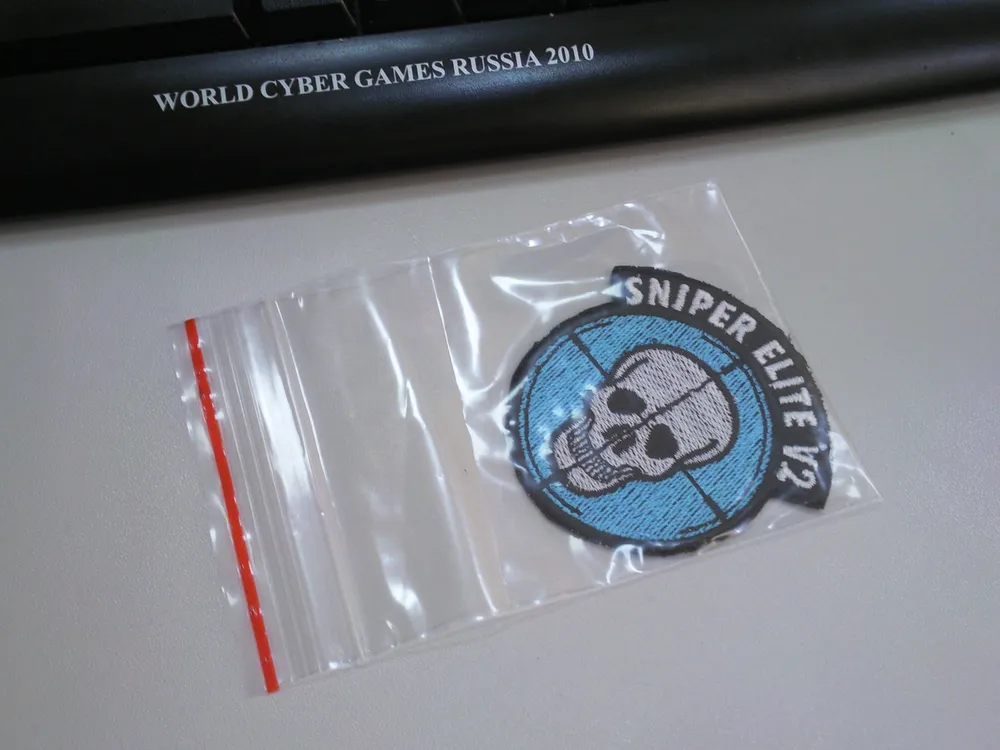 WORLD CYBER GAMES RUSSIA 2010
SNIPER ELITE V2